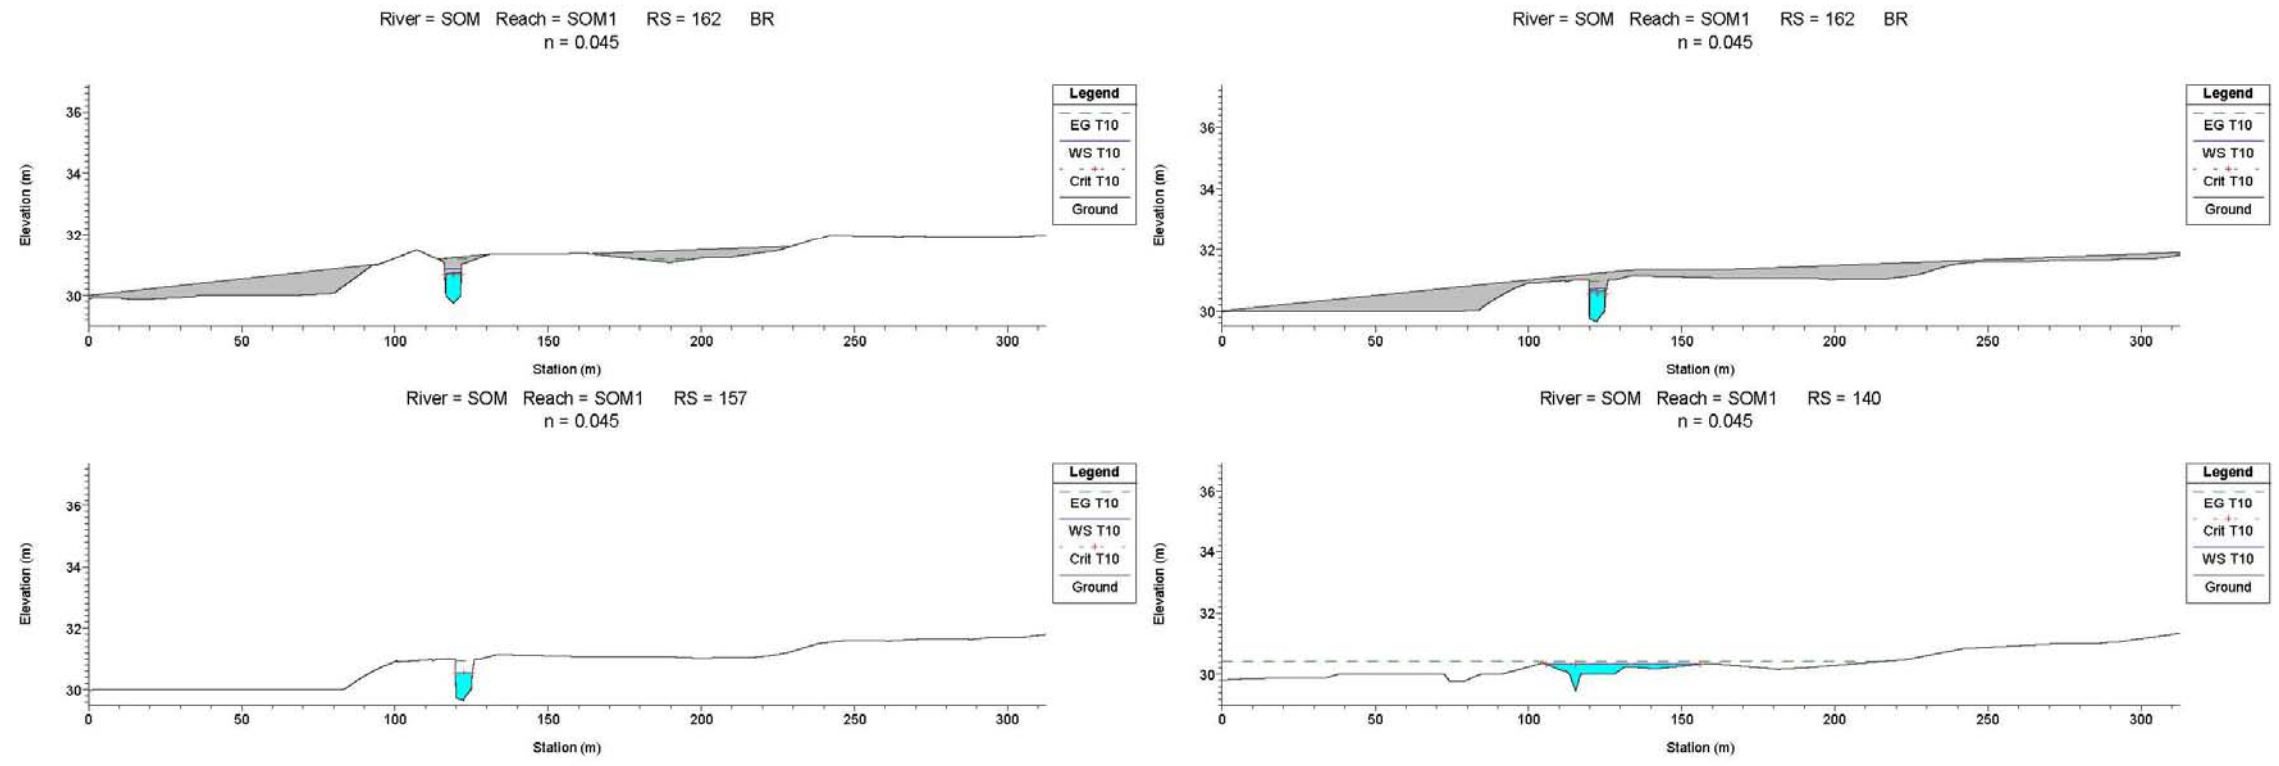 River = SOM Reach = SOM1 RS = 162 BR
n = 0.045
Legend
EG T10
WS T10
Crit T10
Ground
36
34
32
30
Elevation (m)
0 50 100 150 200 250 300
Station (m)
River = SOM Reach = SOM1 RS = 162 BR
n = 0.045
Legend
EG T10
WS T10
Crit T10
Ground
36
34
32
30
Elevation (m)
0 50 100 150 200 250 300
Station (m)
River = SOM Reach = SOM1 RS = 157
n = 0.045
Legend
EG T10
WS T10
Crit T10
Ground
36
34
32
30
Elevation (m)
0 50 100 150 200 250 300
Station (m)
River = SOM Reach = SOM1 RS = 140
n = 0.045
Legend
EG T10
Crit T10
WS T10
Ground
36
34
32
30
Elevation (m)
0 50 100 150 200 250 300
Station (m)